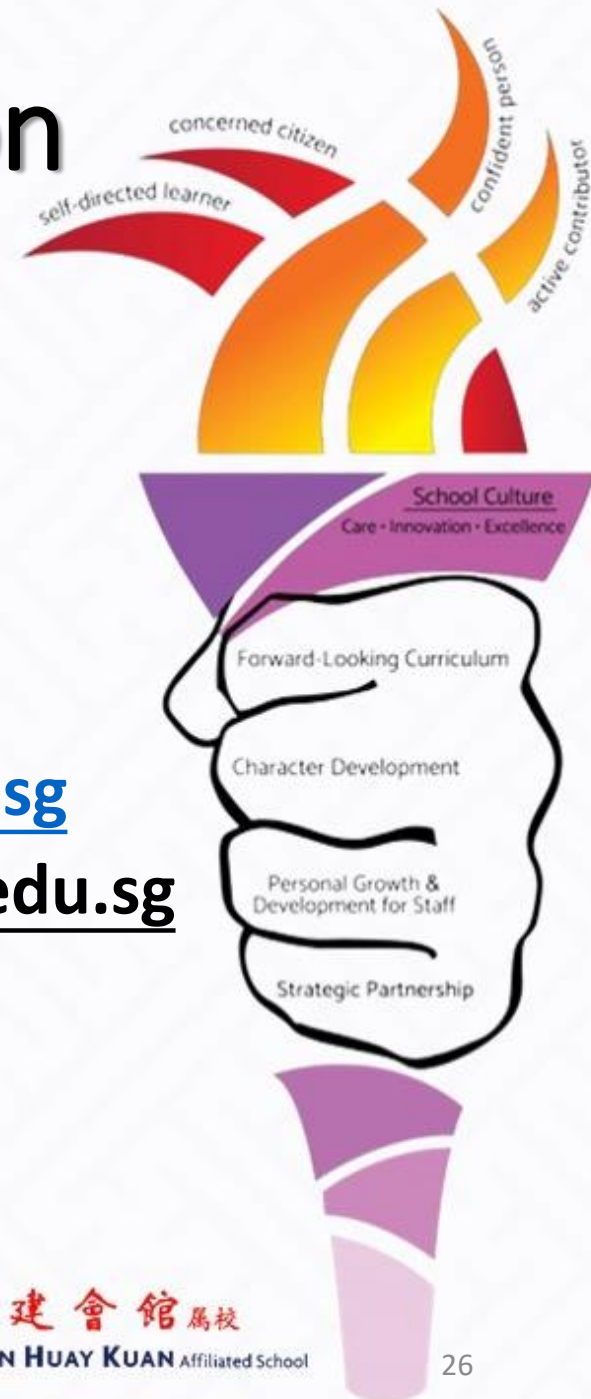 on
concerned citizen
self-directed learner
confident person
active contributor
School Culture
Care • Innovation • Excellence
Forward-Looking Curriculum
Character Development
.sg
edu.sg
Personal Growth &
Development for Staff
Strategic Partnership
建會館属校
N HUAY KUAN Affiliated School
26